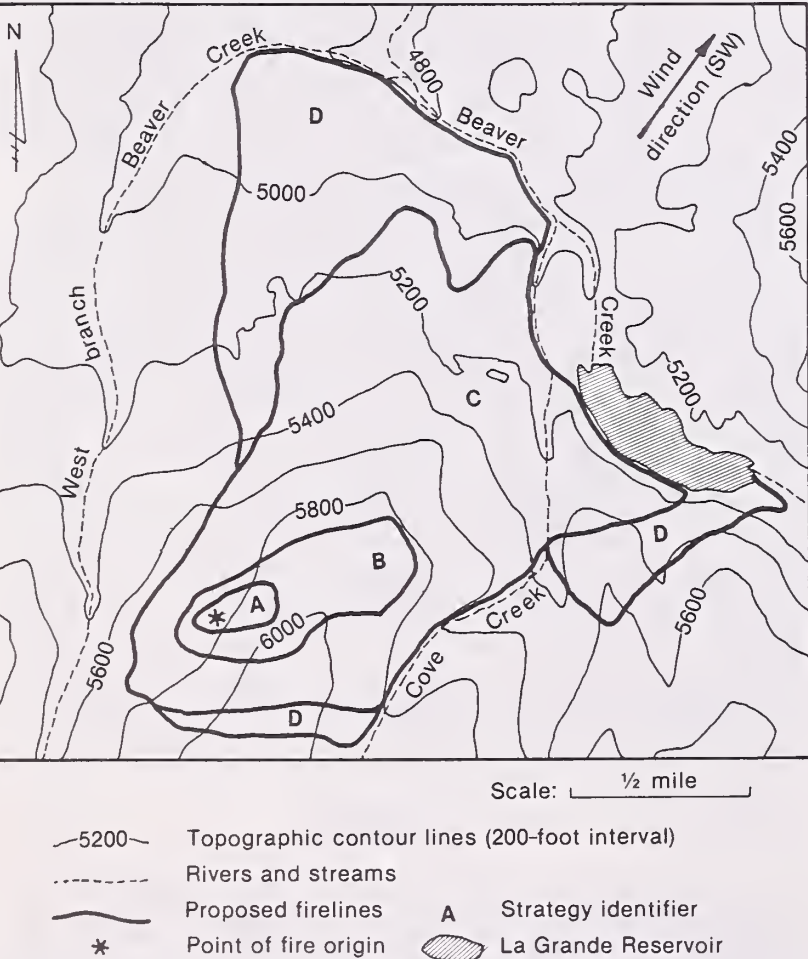 N
Creek
Beaver
4800
Beaver
Wind
direction (SW)
5400
5600
D
5000
branch
5200
Creek
5200
C
5400
West
5800
B
A
6000
D
5600
Creek
5600
Cove
D
Scale: ½ mile
5200 Topographic contour lines (200-foot interval)
Rivers and streams
Proposed firelines A Strategy identifier
* Point of fire origin La Grande Reservoir